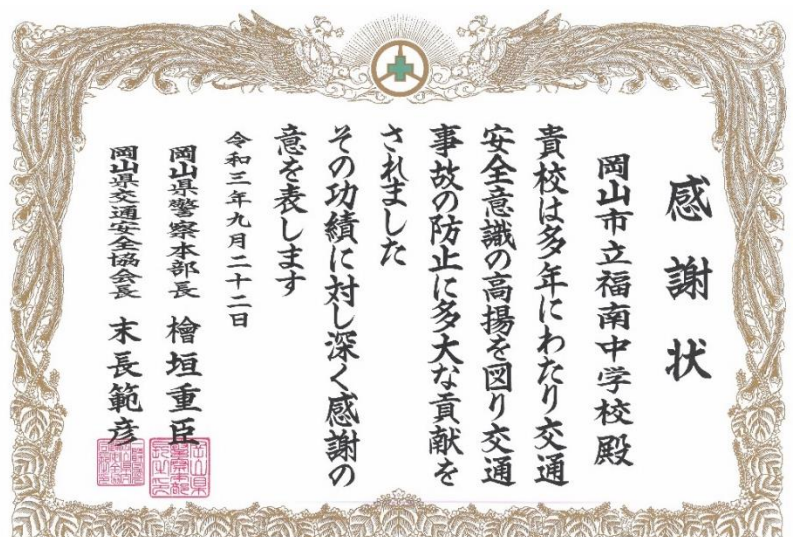 感謝状
岡山市立福南中学校殿
貴校は多年にわたり交通
安全意識の高揚を図り交通
事故の防止に多大な貢献を
されました
その功績に対し深く感謝の
意を表します
令和三年九月二十二日
岡山県警察本部長 檜垣重臣
岡山県交通安全協会長 末長範彦